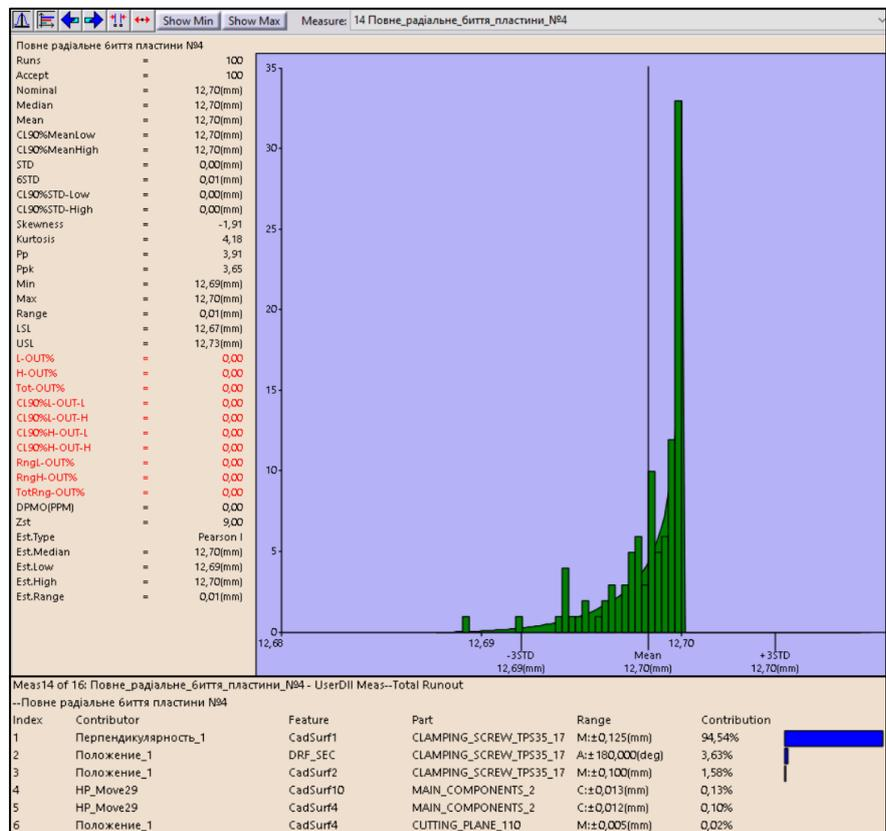 Show Min Show Max Measure: 14 Повне_радіальне_биття_пластини_№4
Повне радіальне биття пластини №4
Runs = 100
Accept = 100
Nominal = 12,70(mm)
Median = 12,70(mm)
Mean = 12,70(mm)
CL90%MeanLow = 12,70(mm)
CL90%MeanHigh = 12,70(mm)
STD = 0,00(mm)
6STD = 0,01(mm)
CL90%STD-Low = 0,00(mm)
CL90%STD-High = 0,00(mm)
Skewness = -1,91
Kurtosis = 4,18
Pp = 3,91
Ppk = 3,65
Min = 12,69(mm)
Max = 12,70(mm)
Range = 0,01(mm)
LSL = 12,67(mm)
USL = 12,73(mm)
L-OUT% = 0,00
H-OUT% = 0,00
Tot-OUT% = 0,00
CL90%L-OUT-L = 0,00
CL90%L-OUT-H = 0,00
CL90%H-OUT-L = 0,00
CL90%H-OUT-H = 0,00
RngL-OUT% = 0,00
RngH-OUT% = 0,00
TotRng-OUT% = 0,00
DPMO(PPM) = 0,00
Zst = 9,00
Est.Type Pearson I
Est.Median = 12,70(mm)
Est.Low = 12,69(mm)
Est.High = 12,70(mm)
Est.Range = 0,01(mm)
35
30
25
20
15
10
5
0
12,68 12,69 12,70
-3STD Mean +3STD
12,69(mm) 12,70(mm) 12,70(mm)
Meas14 of 16: Повне_радіальне_биття_пластини_№4 - UserDll Meas--Total Runout
--Повне радіальне биття пластини №4
Index Contributor Feature Part Range Contribution
1 Перпендикулярность_1 CadSurf1 CLAMPING_SCREW_TPS35_17 M:±0,125(mm) 94,54%
2 Положение_1 DRF_SEC CLAMPING_SCREW_TPS35_17 A:±180,000(deg) 3,63%
3 Положение_1 CadSurf2 CLAMPING_SCREW_TPS35_17 M:±0,100(mm) 1,58%
4 HP_Move29 CadSurf10 MAIN_COMPONENTS_2 C:±0,013(mm) 0,13%
5 HP_Move29 CadSurf4 MAIN_COMPONENTS_2 C:±0,012(mm) 0,10%
6 Положение_1 CadSurf4 CUTTING_PLANE_110 M:±0,005(mm) 0,02%